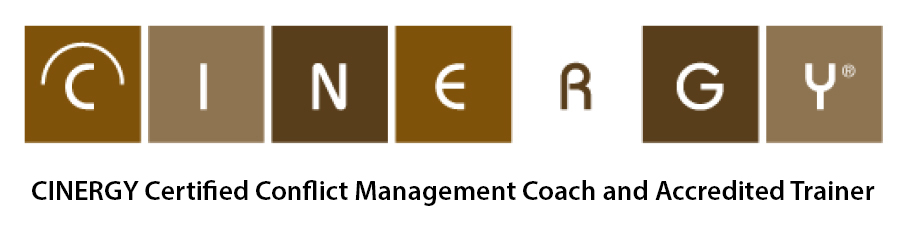 CINERGY®
CINERGY Certified Conflict Management Coach and Accredited Trainer